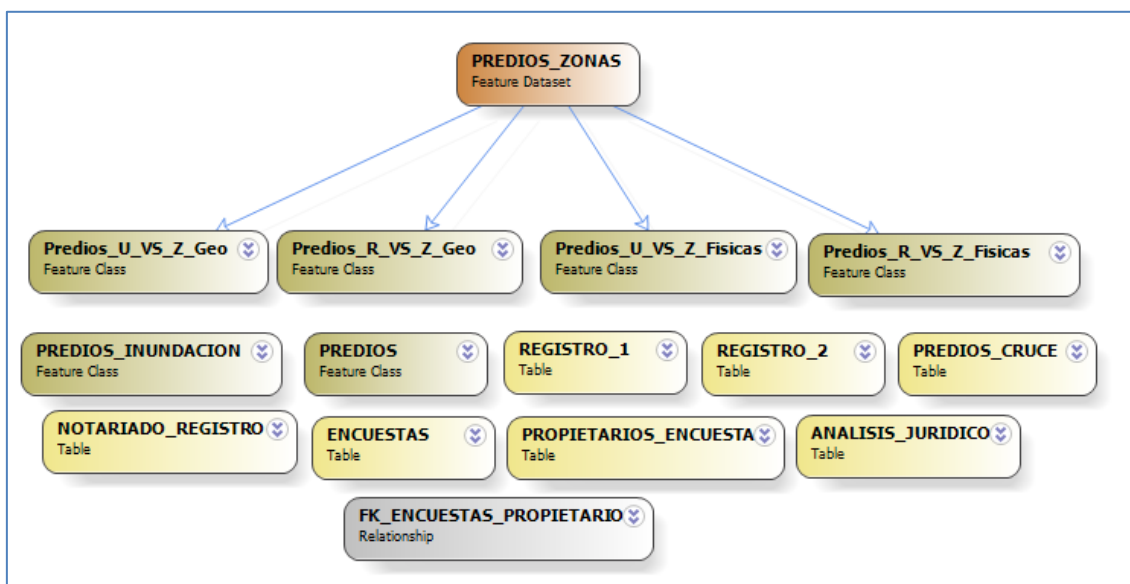 PREDIOS_ZONAS
Feature Dataset
Predios_U_VS_Z_Geo
Feature Class
Predios_R_VS_Z_Geo
Feature Class
Predios_U_VS_Z_Fisicas
Feature Class
Predios_R_VS_Z_Fisicas
Feature Class
PREDIOS_INUNDACION
Feature Class
PREDIOS
Feature Class
REGISTRO_1
Table
REGISTRO_2
Table
PREDIOS_CRUCE
Table
NOTARIADO_REGISTRO
Table
ENCUESTAS
Table
PROPIETARIOS_ENCUESTA
Table
ANALISIS_JURIDICO
Table
FK_ENCUESTAS_PROPIETARIO
Relationship